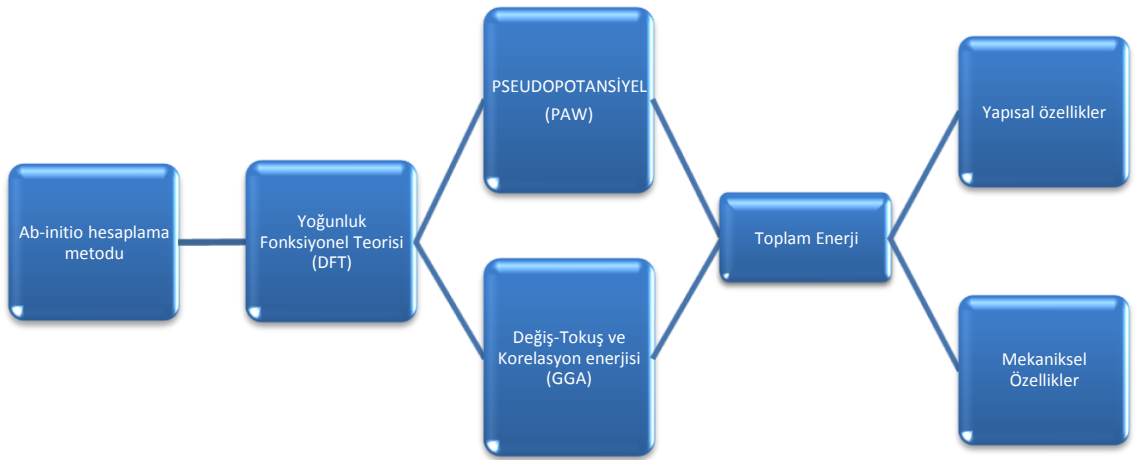 Ab-initio hesaplama
metodu
Yoğunluk
Fonksiyonel Teorisi
(DFT)
PSEUDOPOTANSİYEL
(PAW)
Değiş-Tokuş ve
Korelasyon enerjisi
(GGA)
Toplam Enerji
Yapısal özellikler
Mekaniksel
Özellikler